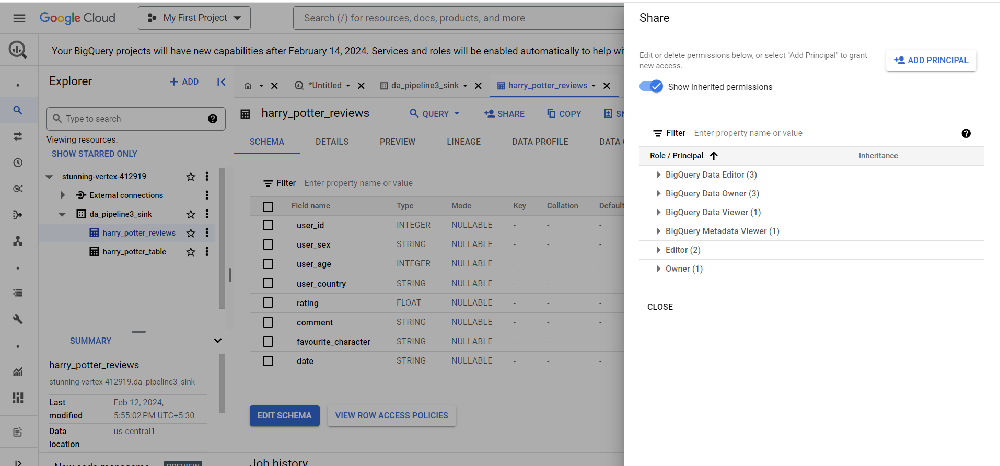 Google Cloud
My First Project
Search (/) for resources, docs, products, and more
Your BigQuery projects will have new capabilities after February 14, 2024. Services and roles will be enabled automatically to help wi
Explorer
ADD
Type to search
Viewing resources.
SHOW STARRED ONLY
stunning-vertex-412919
External connections
da_pipeline3_sink
harry_potter_reviews
harry_potter_table
SUMMARY
harry_potter_reviews
stunning-vertex-412919.da_pipeline3_sink
Last modified Feb 12, 2024, 5:55:02 PM UTC+5:30
Data location us-central1
PREVIEW
*Untitled
da_pipeline3_sink
harry_potter_reviews
harry_potter_reviews
QUERY
SHARE
COPY
SN
SCHEMA DETAILS PREVIEW LINEAGE DATA PROFILE DATA
Filter Enter property name or value
Field name Type Mode Key Collation Default
user_id INTEGER NULLABLE - - -
user_sex STRING NULLABLE - - -
user_age INTEGER NULLABLE - - -
user_country STRING NULLABLE - - -
rating FLOAT NULLABLE - - -
comment STRING NULLABLE - - -
favourite_character STRING NULLABLE - - -
date STRING NULLABLE - - -
EDIT SCHEMA
VIEW ROW ACCESS POLICIES
Job history
Share
Edit or delete permissions below, or select "Add Principal" to grant
new access.
ADD PRINCIPAL
Show inherited permissions
Filter Enter property name or value
Role / Principal Inheritance
BigQuery Data Editor (3)
BigQuery Data Owner (3)
BigQuery Data Viewer (1)
BigQuery Metadata Viewer (1)
Editor (2)
Owner (1)
CLOSE